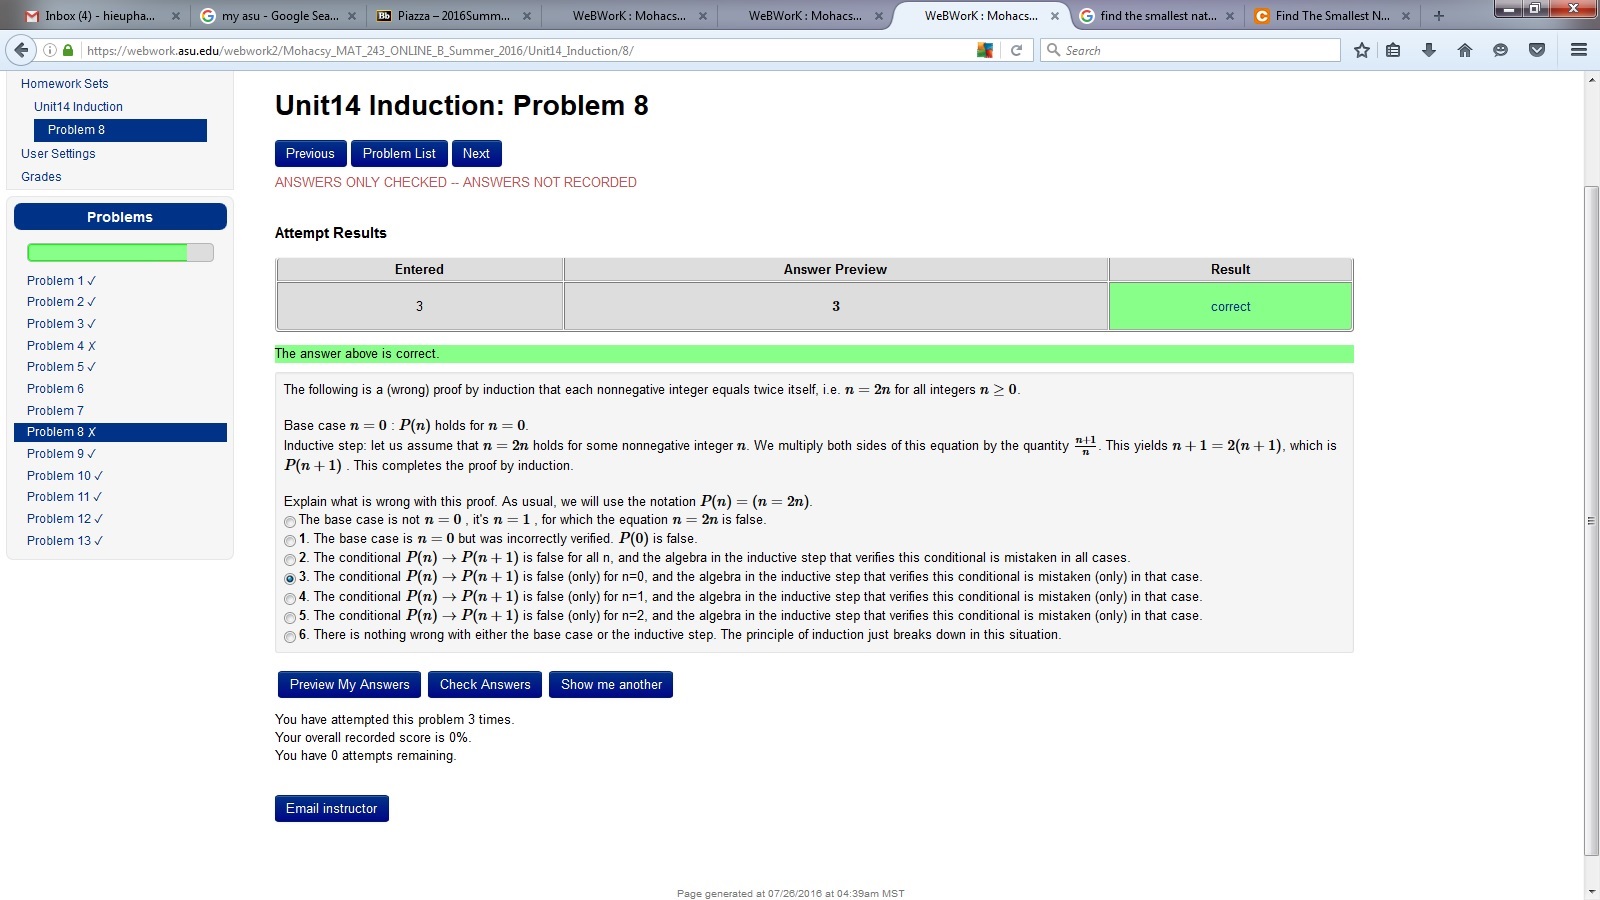 Inbox (4) - hieupha... × my asu - Google Sea... × Bb Piazza – 2016Summ... × WeBWorK : Mohacs... × WeBWorK : Mohacs... × WeBWorK : Mohacs... × find the smallest nat... × Find The Smallest N... × +
https://webwork.asu.edu/webwork2/Mohacsy_MAT_243_ONLINE_B_Summer_2016/Unit14_Induction/8/ Search
Homework Sets
Unit14 Induction
Problem 8
User Settings
Grades
Problems
Problem 1 ✓
Problem 2 ✓
Problem 3 ✓
Problem 4 ✗
Problem 5 ✓
Problem 6
Problem 7
Problem 8 ✗
Problem 9 ✓
Problem 10 ✓
Problem 11 ✓
Problem 12 ✓
Problem 13 ✓
Unit14 Induction: Problem 8
Previous Problem List Next
ANSWERS ONLY CHECKED -- ANSWERS NOT RECORDED
Attempt Results
Entered Answer Preview Result
3 3 correct
The answer above is correct.
The following is a (wrong) proof by induction that each nonnegative integer equals twice itself, i.e. n = 2n for all integers n ≥ 0.
Base case n = 0 : P(n) holds for n = 0.
Inductive step: let us assume that n = 2n holds for some nonnegative integer n. We multiply both sides of this equation by the quantity (n+1)/n. This yields n + 1 = 2(n + 1), which is
P(n + 1) . This completes the proof by induction.
Explain what is wrong with this proof. As usual, we will use the notation P(n) = (n = 2n).
The base case is not n = 0 , it's n = 1 , for which the equation n = 2n is false.
1. The base case is n = 0 but was incorrectly verified. P(0) is false.
2. The conditional P(n) → P(n + 1) is false for all n, and the algebra in the inductive step that verifies this conditional is mistaken in all cases.
3. The conditional P(n) → P(n + 1) is false (only) for n=0, and the algebra in the inductive step that verifies this conditional is mistaken (only) in that case.
4. The conditional P(n) → P(n + 1) is false (only) for n=1, and the algebra in the inductive step that verifies this conditional is mistaken (only) in that case.
5. The conditional P(n) → P(n + 1) is false (only) for n=2, and the algebra in the inductive step that verifies this conditional is mistaken (only) in that case.
6. There is nothing wrong with either the base case or the inductive step. The principle of induction just breaks down in this situation.
Preview My Answers Check Answers Show me another
You have attempted this problem 3 times.
Your overall recorded score is 0%.
You have 0 attempts remaining.
Email instructor
Page generated at 07/26/2016 at 04:39am MST